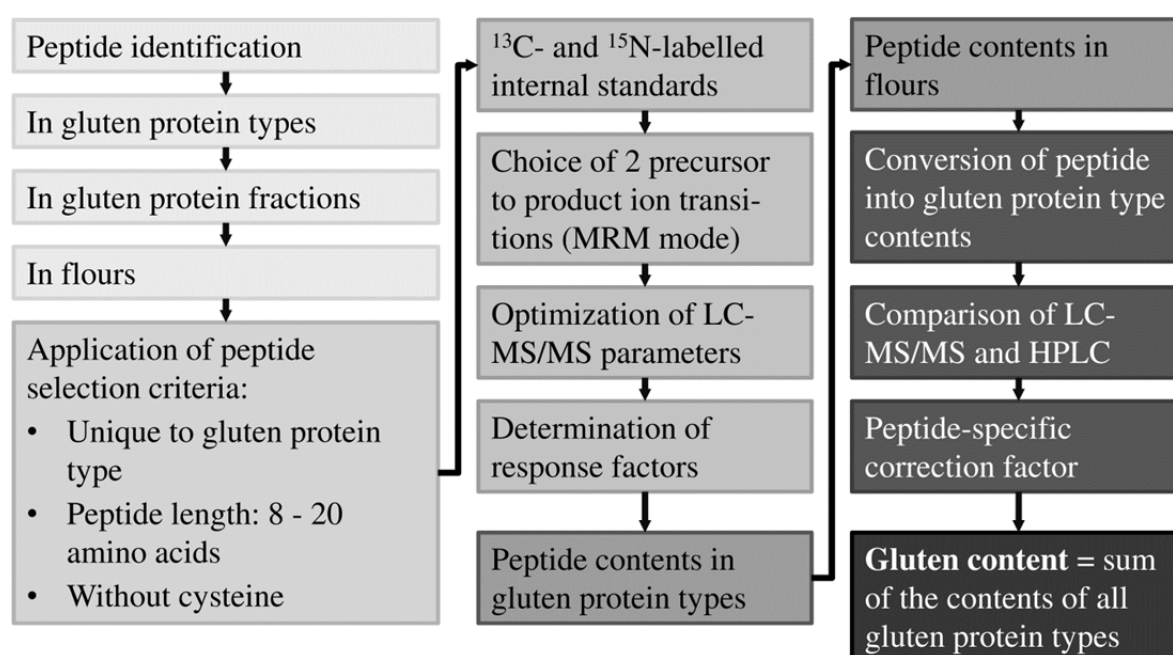 Peptide identification
In gluten protein types
In gluten protein fractions
In flours
Application of peptide
selection criteria:
• Unique to gluten protein
type
• Peptide length: 8 - 20
amino acids
• Without cysteine
¹³C- and ¹⁵N-labelled
internal standards
Choice of 2 precursor
to product ion transi-
tions (MRM mode)
Optimization of LC-
MS/MS parameters
Determination of
response factors
Peptide contents in
gluten protein types
Peptide contents in
flours
Conversion of peptide
into gluten protein type
contents
Comparison of LC-
MS/MS and HPLC
Peptide-specific
correction factor
Gluten content = sum
of the contents of all
gluten protein types